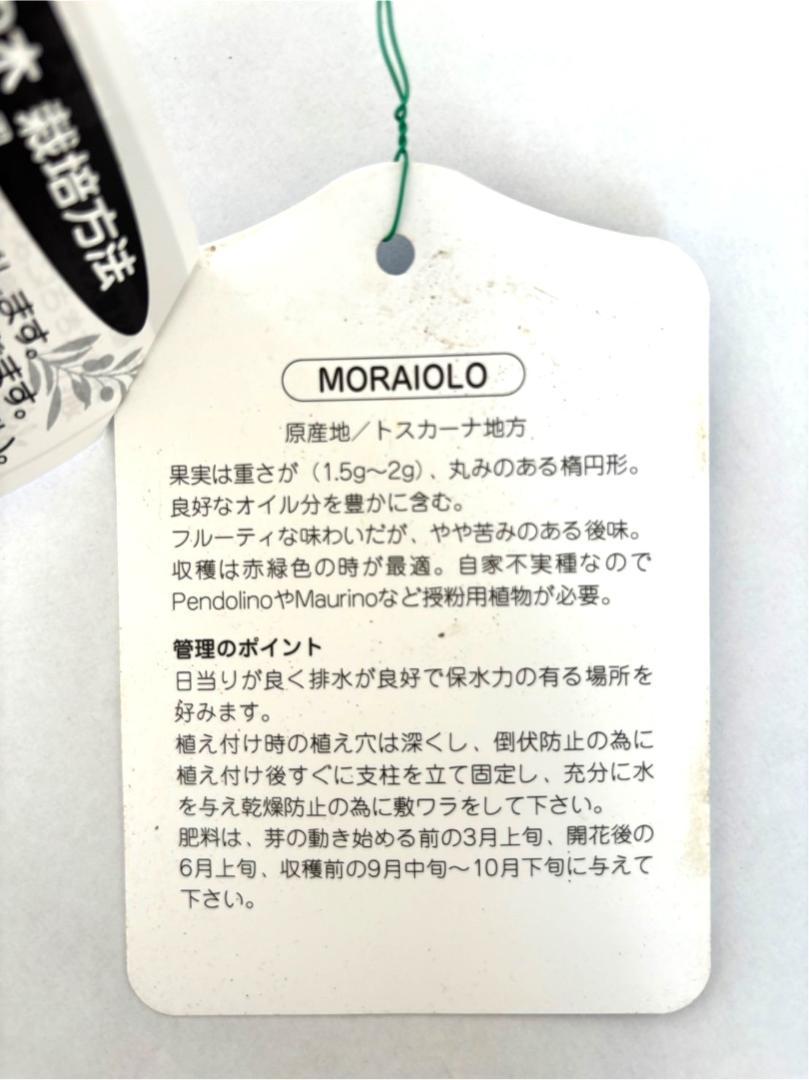 木 栽培方法
ます。
ます。
MORAIOLO
原産地／トスカーナ地方
果実は重さが（1.5g～2g）、丸みのある楕円形。
良好なオイル分を豊かに含む。
フルーティな味わいだが、やや苦みのある後味。
収穫は赤緑色の時が最適。自家不実種なので
PendolinoやMaurinoなど授粉用植物が必要。
管理のポイント
日当りが良く排水が良好で保水力の有る場所を
好みます。
植え付け時の植え穴は深くし、倒伏防止の為に
植え付け後すぐに支柱を立て固定し、充分に水
を与え乾燥防止の為に敷ワラをして下さい。
肥料は、芽の動き始める前の3月上旬、開花後の
6月上旬、収穫前の9月中旬～10月下旬に与えて
下さい。